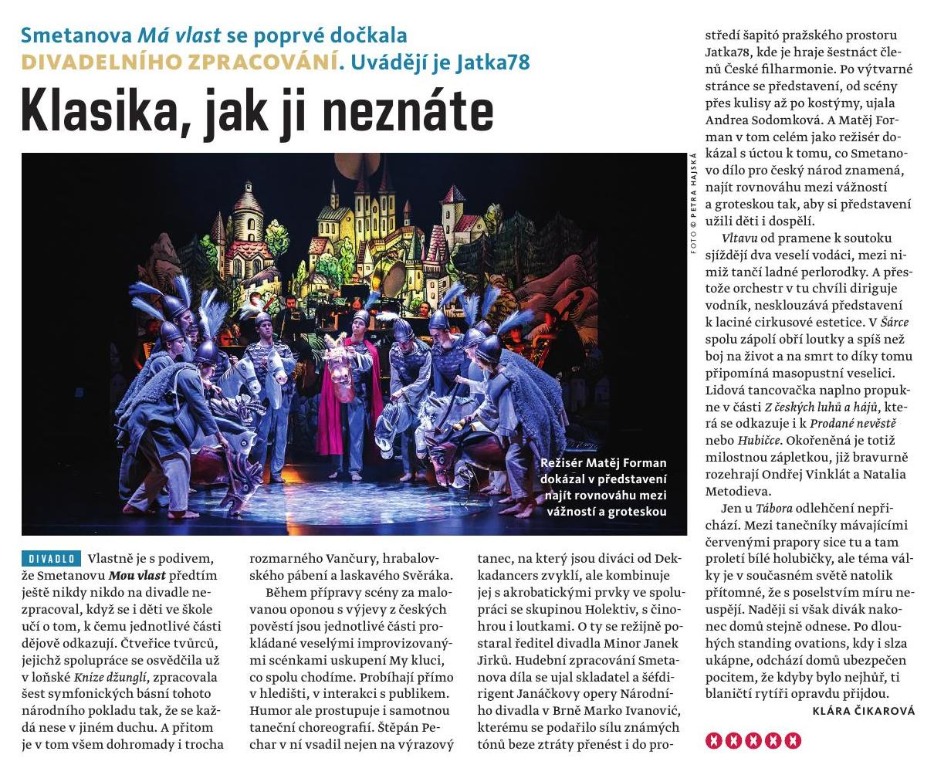 Smetanova Má vlast se poprvé dočkala
DIVADELNÍHO ZPRACOVÁNÍ. Uvádějí je Jatka78
Klasika, jak ji neznáte
FOTO © PETRA HAJSKÁ
Režisér Matěj Forman
dokázal v představení
najít rovnováhu mezi
vážností a groteskou
DIVADLO Vlastně je s podivem,
že Smetanovu Mou vlast předtím
ještě nikdy nikdo na divadle ne-
zpracoval, když se i děti ve škole
učí o tom, k čemu jednotlivé části
dějově odkazují. Čtveřice tvůrců,
jejichž spolupráce se osvědčila už
v loňské Knize džunglí, zpracovala
šest symfonických básní tohoto
národního pokladu tak, že se kaž-
dá nese v jiném duchu. A přitom
je v tom všem dohromady i trocha
rozmarného Vančury, hrabalov-
ského pábení a laskavého Svěráka.
Během přípravy scény za malo-
vanou oponou s výjevy z českých
pověstí jsou jednotlivé části pro-
kládané veselými improvizovaný-
mi scénkami uskupení My kluci,
co spolu chodíme. Probíhají přímo
v hledišti, v interakci s publikem.
Humor ale prostupuje i samotnou
taneční choreografií. Štěpán Pe-
char v ní vsadil nejen na výrazový
tanec, na který jsou diváci od Dek-
kadancers zvyklí, ale kombinuje
jej s akrobatickými prvky ve spolu-
práci se skupinou Holektiv, s čino-
hrou i loutkami. O ty se režijně po-
staral ředitel divadla Minor Janek
Jirků. Hudební zpracování Smeta-
nova díla se ujal skladatel a šéfdi-
rigent Janáčkovy opery Národní-
ho divadla v Brně Marko Ivanović,
kterému se podařilo sílu známých
tónů beze ztráty přenést i do pro-
středí šapitó pražského prostoru
Jatka78, kde je hraje šestnáct čle-
nů České filharmonie. Po výtvarné
stránce se představení, od scény
přes kulisy až po kostýmy, ujala
Andrea Sodomková. A Matěj For-
man v tom celém jako režisér do-
kázal s úctou k tomu, co Smetano-
vo dílo pro český národ znamená,
najít rovnováhu mezi vážností
a groteskou tak, aby si představení
užili děti i dospělí.
Vltavu od pramene k soutoku
sjíždějí dva veselí vodáci, mezi ni-
miž tančí ladné perlorodky. A přes-
tože orchestr v tu chvíli diriguje
vodník, nesklouzává představení
k laciné cirkusové estetice. V Šárce
spolu zápolí obří loutky a spíš než
boj na život a na smrt to díky tomu
připomíná masopustní veselici.
Lidová tancovačka naplno propuk-
ne v části Z českých luhů a hájů, kte-
rá se odkazuje i k Prodané nevěstě
nebo Hubičce. Okořeněná je totiž
milostnou zápletkou, již bravurně
rozehrají Ondřej Vinklát a Natalia
Metodieva.
Jen u Tábora odlehčení nepři-
chází. Mezi tanečníky mávajícími
červenými prapory sice tu a tam
proletí bílé holubičky, ale téma vál-
ky je v současném světě natolik
přítomné, že s poselstvím míru ne-
uspějí. Naději si však divák nako-
nec domů stejně odnese. Po dlou-
hých standing ovations, kdy i slza
ukápne, odchází domů ubezpečen
pocitem, že kdyby bylo nejhůř, ti
blaničtí rytíři opravdu přijdou.
KLÁRA ČIKAROVÁ